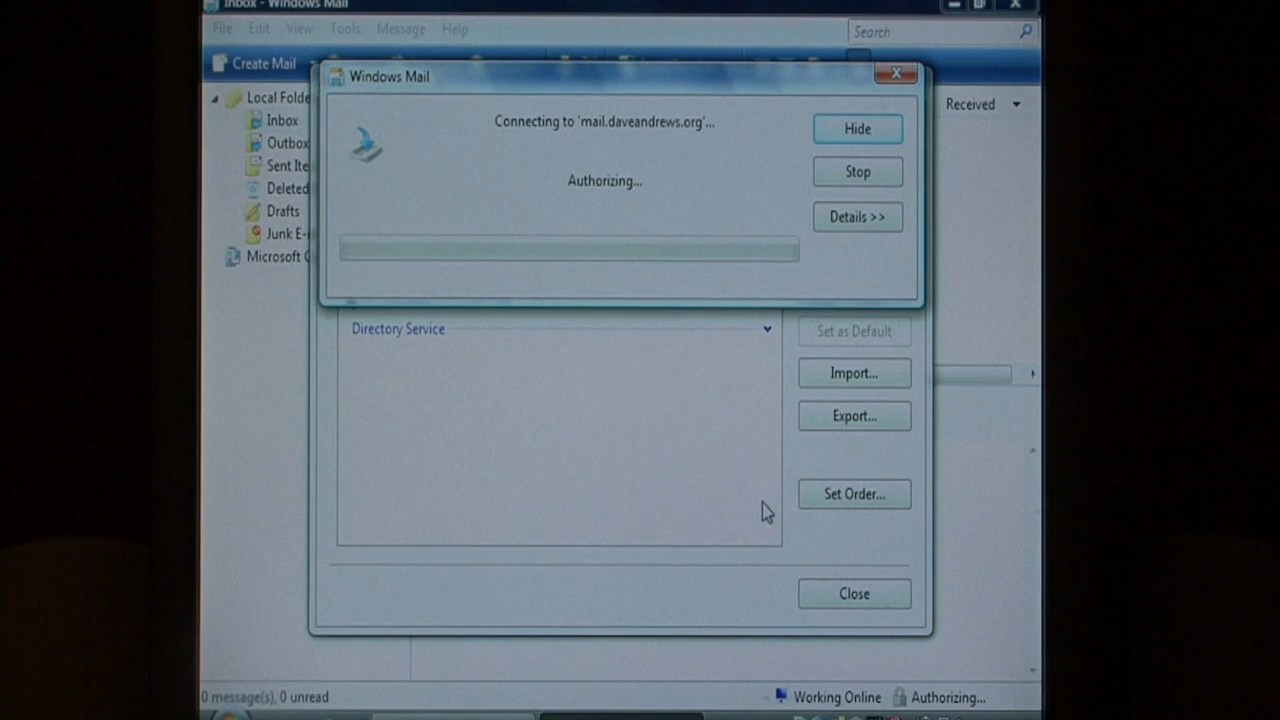 Inbox - Windows Mail
File Edit View Tools Message Help
Search
Create Mail
Windows Mail
Local Folde
Received
Connecting to 'mail.daveandrews.org'...
Hide
Inbox
Outbox
Sent Ite
Stop
Authorizing...
Deleted
Drafts
Details >>
Junk E-
Microsoft C
Directory Service
Set as Default
Import...
Export...
Set Order...
Close
0 message(s), 0 unread
Working Online
Authorizing...